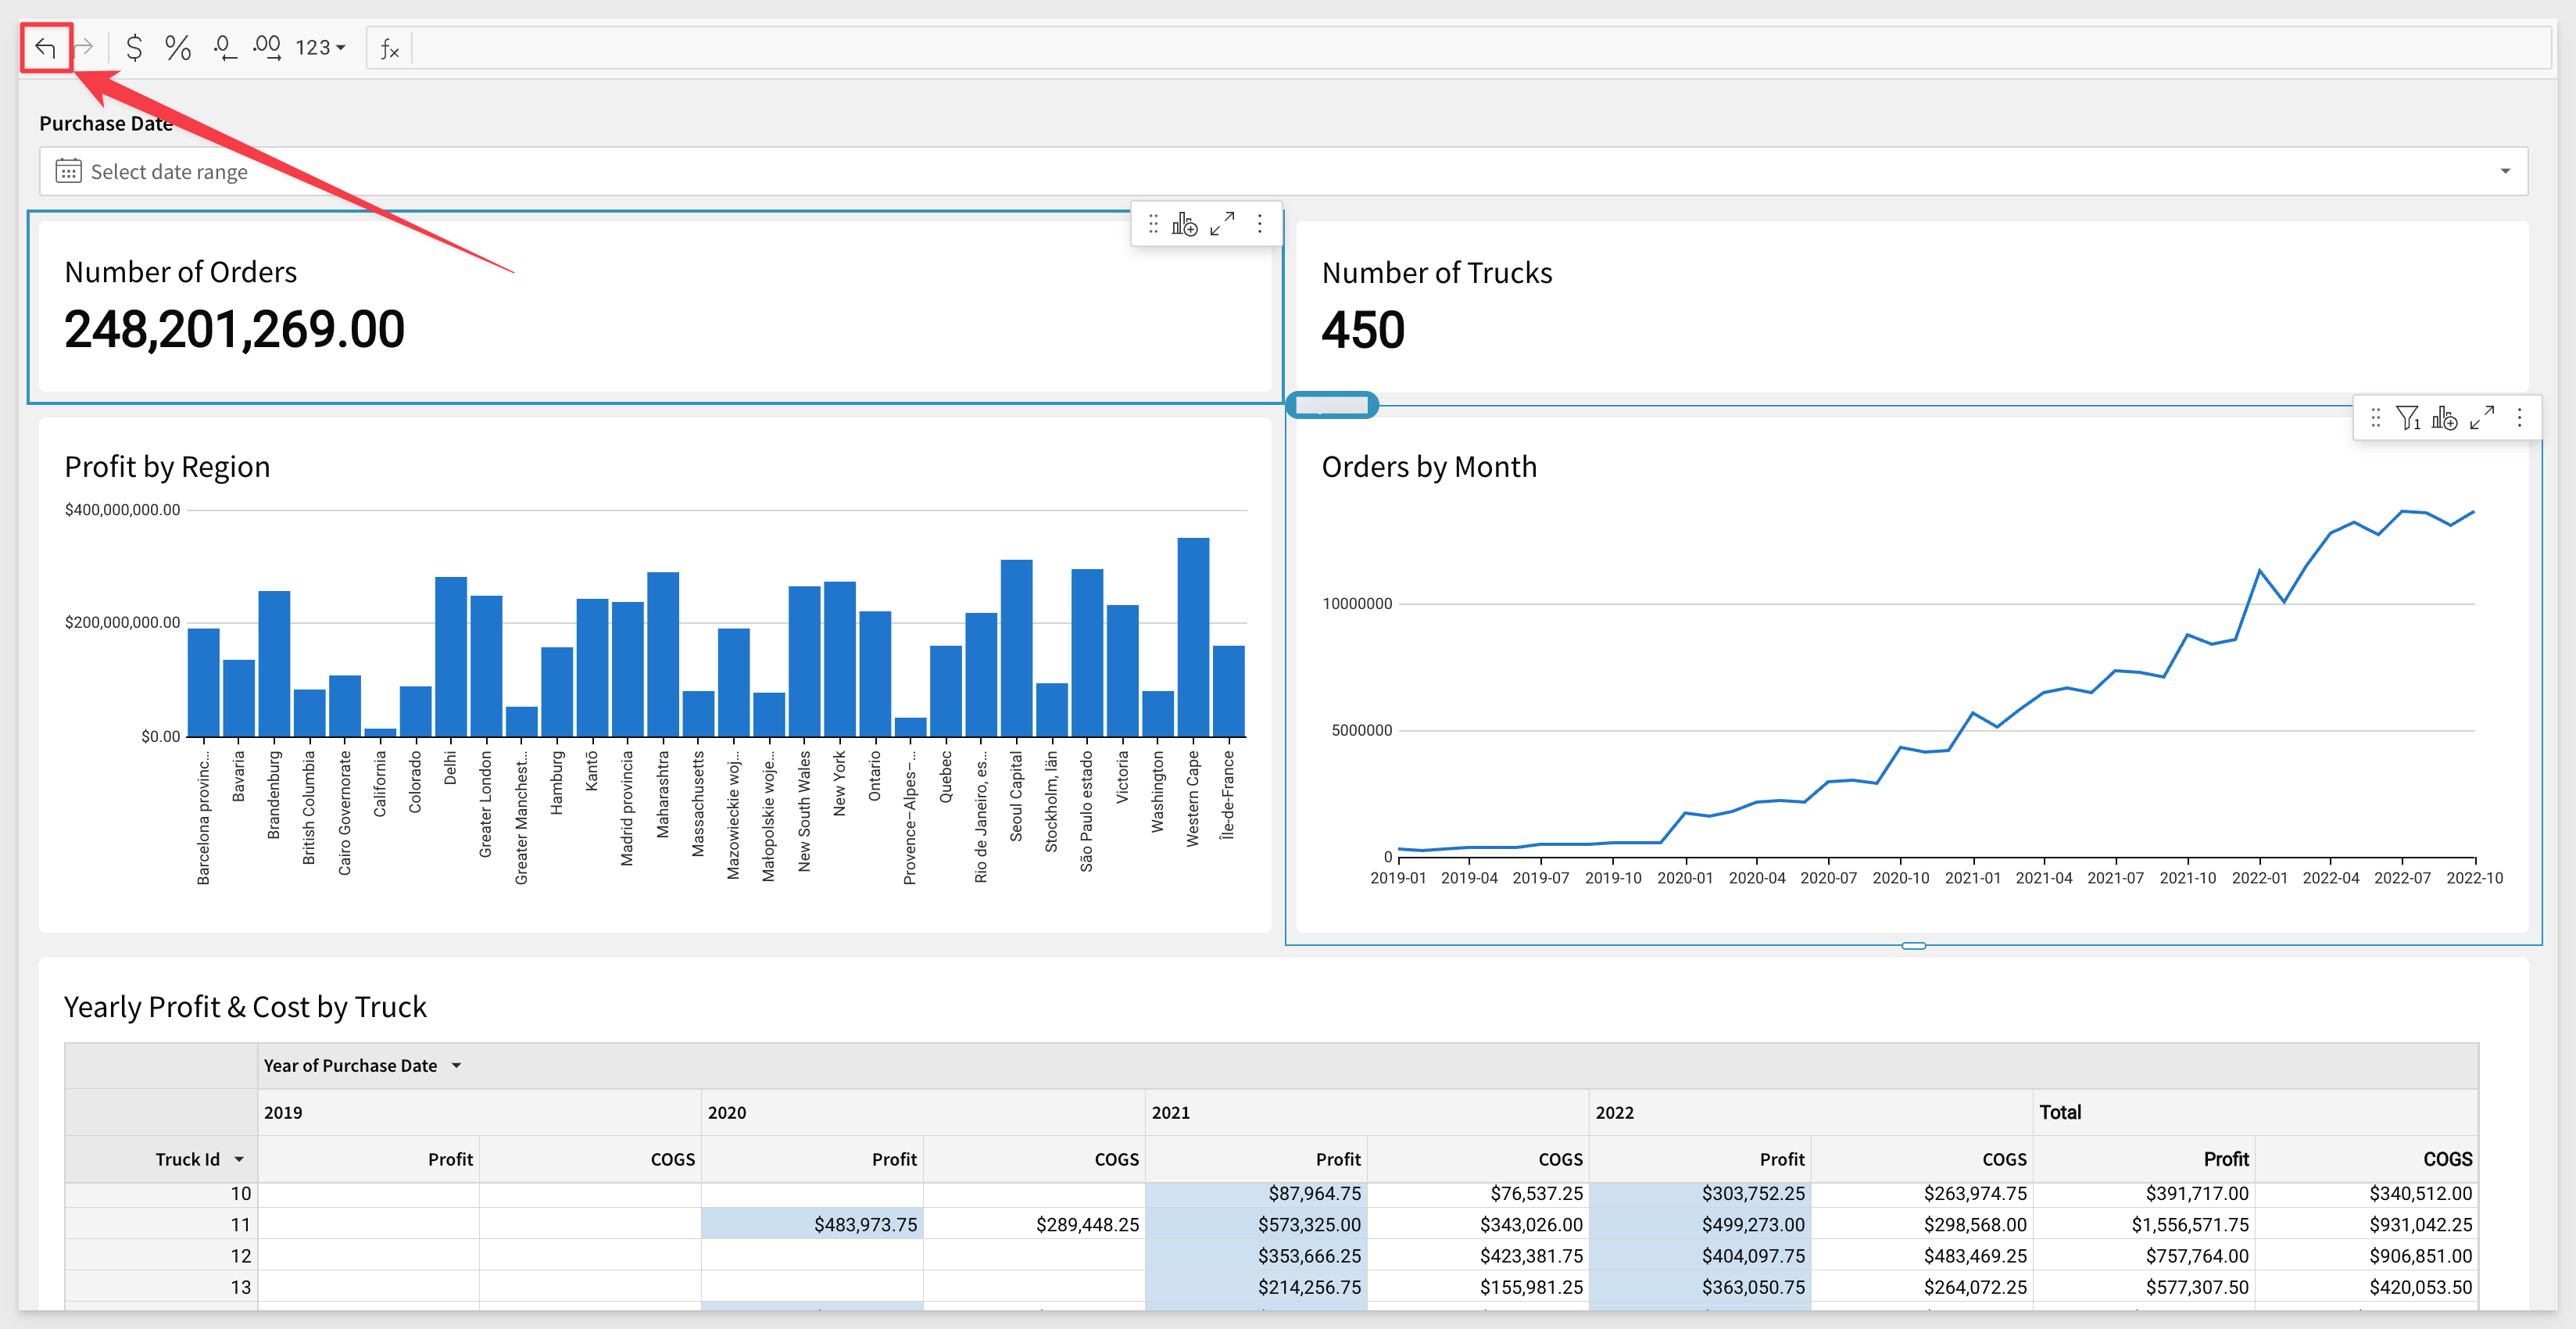 $ % .0 .00 123
fx
Purchase Date
Select date range
Number of Orders
248,201,269.00
Number of Trucks
450
Profit by Region
$400,000,000.00
$200,000,000.00
$0.00
Barcelona provinc...
Bavaria
Brandenburg
British Columbia
Cairo Governorate
California
Colorado
Delhi
Greater London
Greater Manchest...
Hamburg
Kantō
Madrid provincia
Maharashtra
Massachusetts
Mazowieckie woj...
Małopolskie woje...
New South Wales
New York
Ontario
Provence–Alpes–...
Quebec
Rio de Janeiro, es...
Seoul Capital
Stockholm, län
São Paulo estado
Victoria
Washington
Western Cape
Île-de-France
1
Orders by Month
10000000
5000000
0
2019-01 2019-04 2019-07 2019-10 2020-01 2020-04 2020-07 2020-10 2021-01 2021-04 2021-07 2021-10 2022-01 2022-04 2022-07 2022-10
Yearly Profit & Cost by Truck
Year of Purchase Date
2019 2020 2021 2022 Total
Truck Id Profit COGS Profit COGS Profit COGS Profit COGS Profit COGS
10 $87,964.75 $76,537.25 $303,752.25 $263,974.75 $391,717.00 $340,512.00
11 $483,973.75 $289,448.25 $573,325.00 $343,026.00 $499,273.00 $298,568.00 $1,556,571.75 $931,042.25
12 $353,666.25 $423,381.75 $404,097.75 $483,469.25 $757,764.00 $906,851.00
13 $214,256.75 $155,981.25 $363,050.75 $264,072.25 $577,307.50 $420,053.50